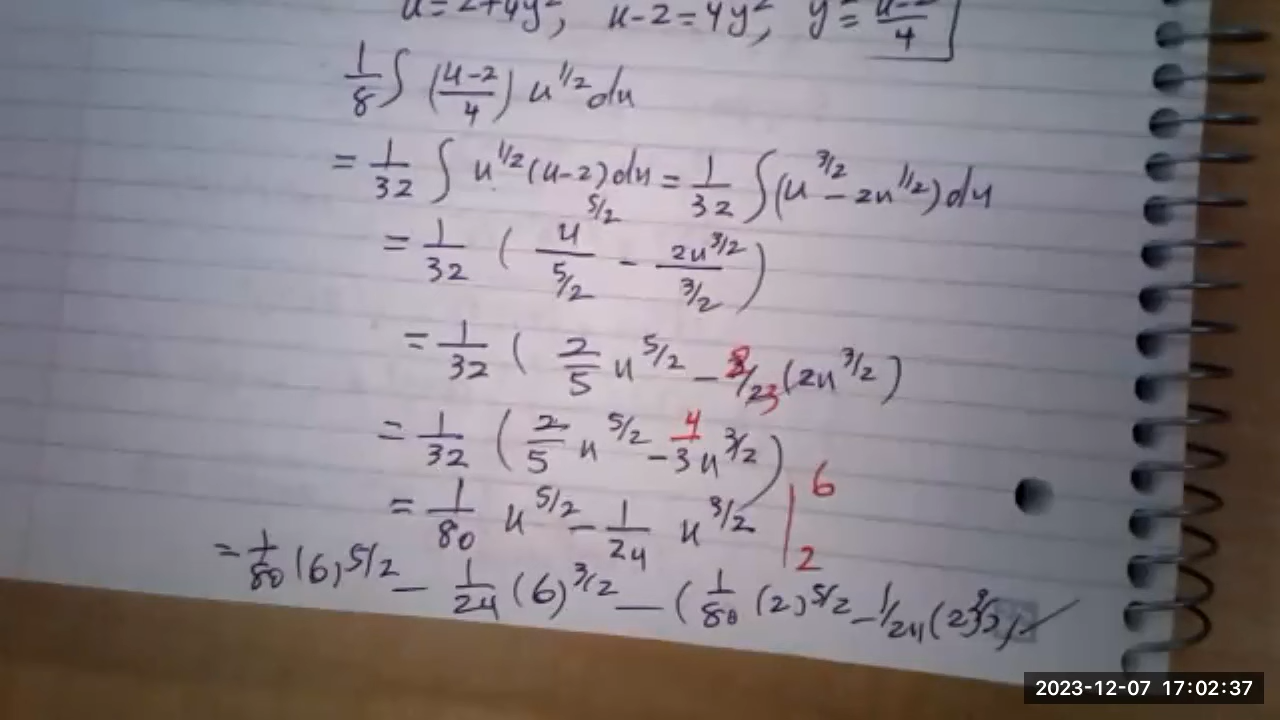 u=2+4y², u-2=4y², y²=u-2/4
1/8 ∫ (u-2/4) u^1/2 du
= 1/32 ∫ u^1/2 (u-2) du = 1/32 ∫(u^3/2 - 2u^1/2) du
= 1/32 ( u^5/2 / 5/2 - 2u^3/2 / 3/2 )
= 1/32 ( 2/5 u^5/2 - 2/3 (2u^3/2)
= 1/32 ( 2/5 u^5/2 - 4/3 u^3/2 )
= 1/80 u^5/2 - 1/24 u^3/2 | 6 2
= 1/80 (6)^5/2 - 1/24 (6)^3/2 - ( 1/80 (2)^5/2 - 1/24 (2)^3/2 )
2023-12-07 17:02:37